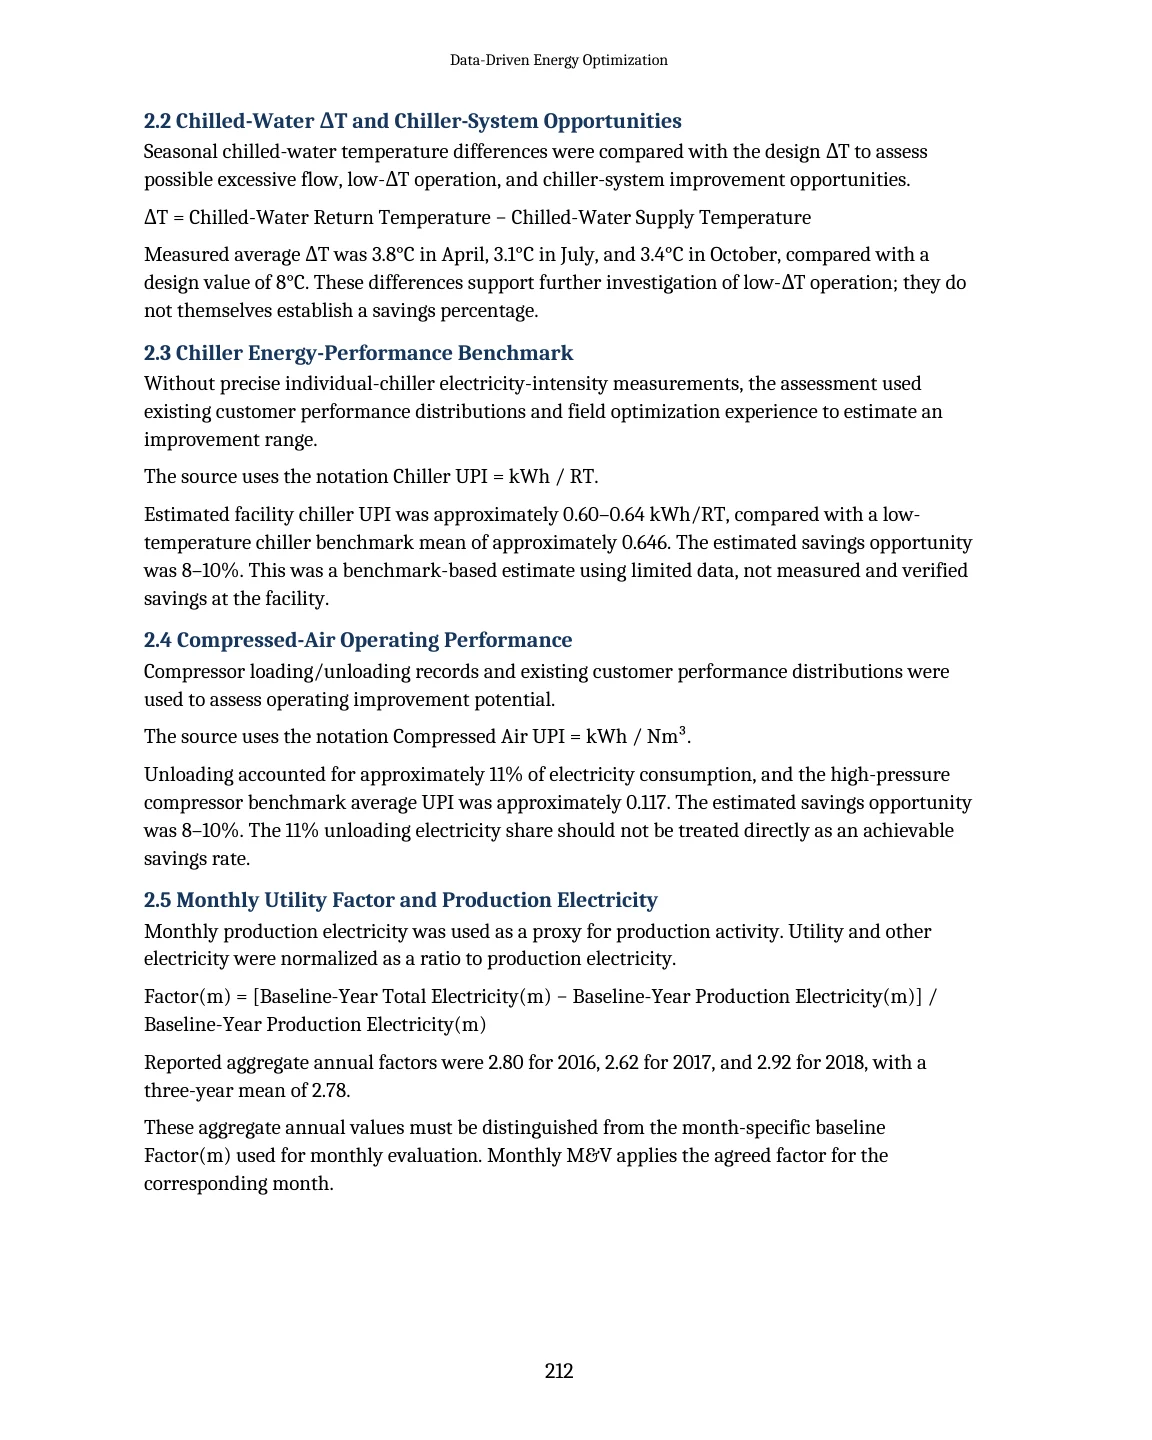 Data-Driven Energy Optimization
2.2 Chilled-Water ΔT and Chiller-System Opportunities
Seasonal chilled-water temperature differences were compared with the design ΔT to assess
possible excessive flow, low-ΔT operation, and chiller-system improvement opportunities.
ΔT = Chilled-Water Return Temperature − Chilled-Water Supply Temperature
Measured average ΔT was 3.8°C in April, 3.1°C in July, and 3.4°C in October, compared with a
design value of 8°C. These differences support further investigation of low-ΔT operation; they do
not themselves establish a savings percentage.
2.3 Chiller Energy-Performance Benchmark
Without precise individual-chiller electricity-intensity measurements, the assessment used
existing customer performance distributions and field optimization experience to estimate an
improvement range.
The source uses the notation Chiller UPI = kWh / RT.
Estimated facility chiller UPI was approximately 0.60–0.64 kWh/RT, compared with a low-
temperature chiller benchmark mean of approximately 0.646. The estimated savings opportunity
was 8–10%. This was a benchmark-based estimate using limited data, not measured and verified
savings at the facility.
2.4 Compressed-Air Operating Performance
Compressor loading/unloading records and existing customer performance distributions were
used to assess operating improvement potential.
The source uses the notation Compressed Air UPI = kWh / Nm³.
Unloading accounted for approximately 11% of electricity consumption, and the high-pressure
compressor benchmark average UPI was approximately 0.117. The estimated savings opportunity
was 8–10%. The 11% unloading electricity share should not be treated directly as an achievable
savings rate.
2.5 Monthly Utility Factor and Production Electricity
Monthly production electricity was used as a proxy for production activity. Utility and other
electricity were normalized as a ratio to production electricity.
Factor(m) = [Baseline-Year Total Electricity(m) − Baseline-Year Production Electricity(m)] /
Baseline-Year Production Electricity(m)
Reported aggregate annual factors were 2.80 for 2016, 2.62 for 2017, and 2.92 for 2018, with a
three-year mean of 2.78.
These aggregate annual values must be distinguished from the month-specific baseline
Factor(m) used for monthly evaluation. Monthly M&V applies the agreed factor for the
corresponding month.
212